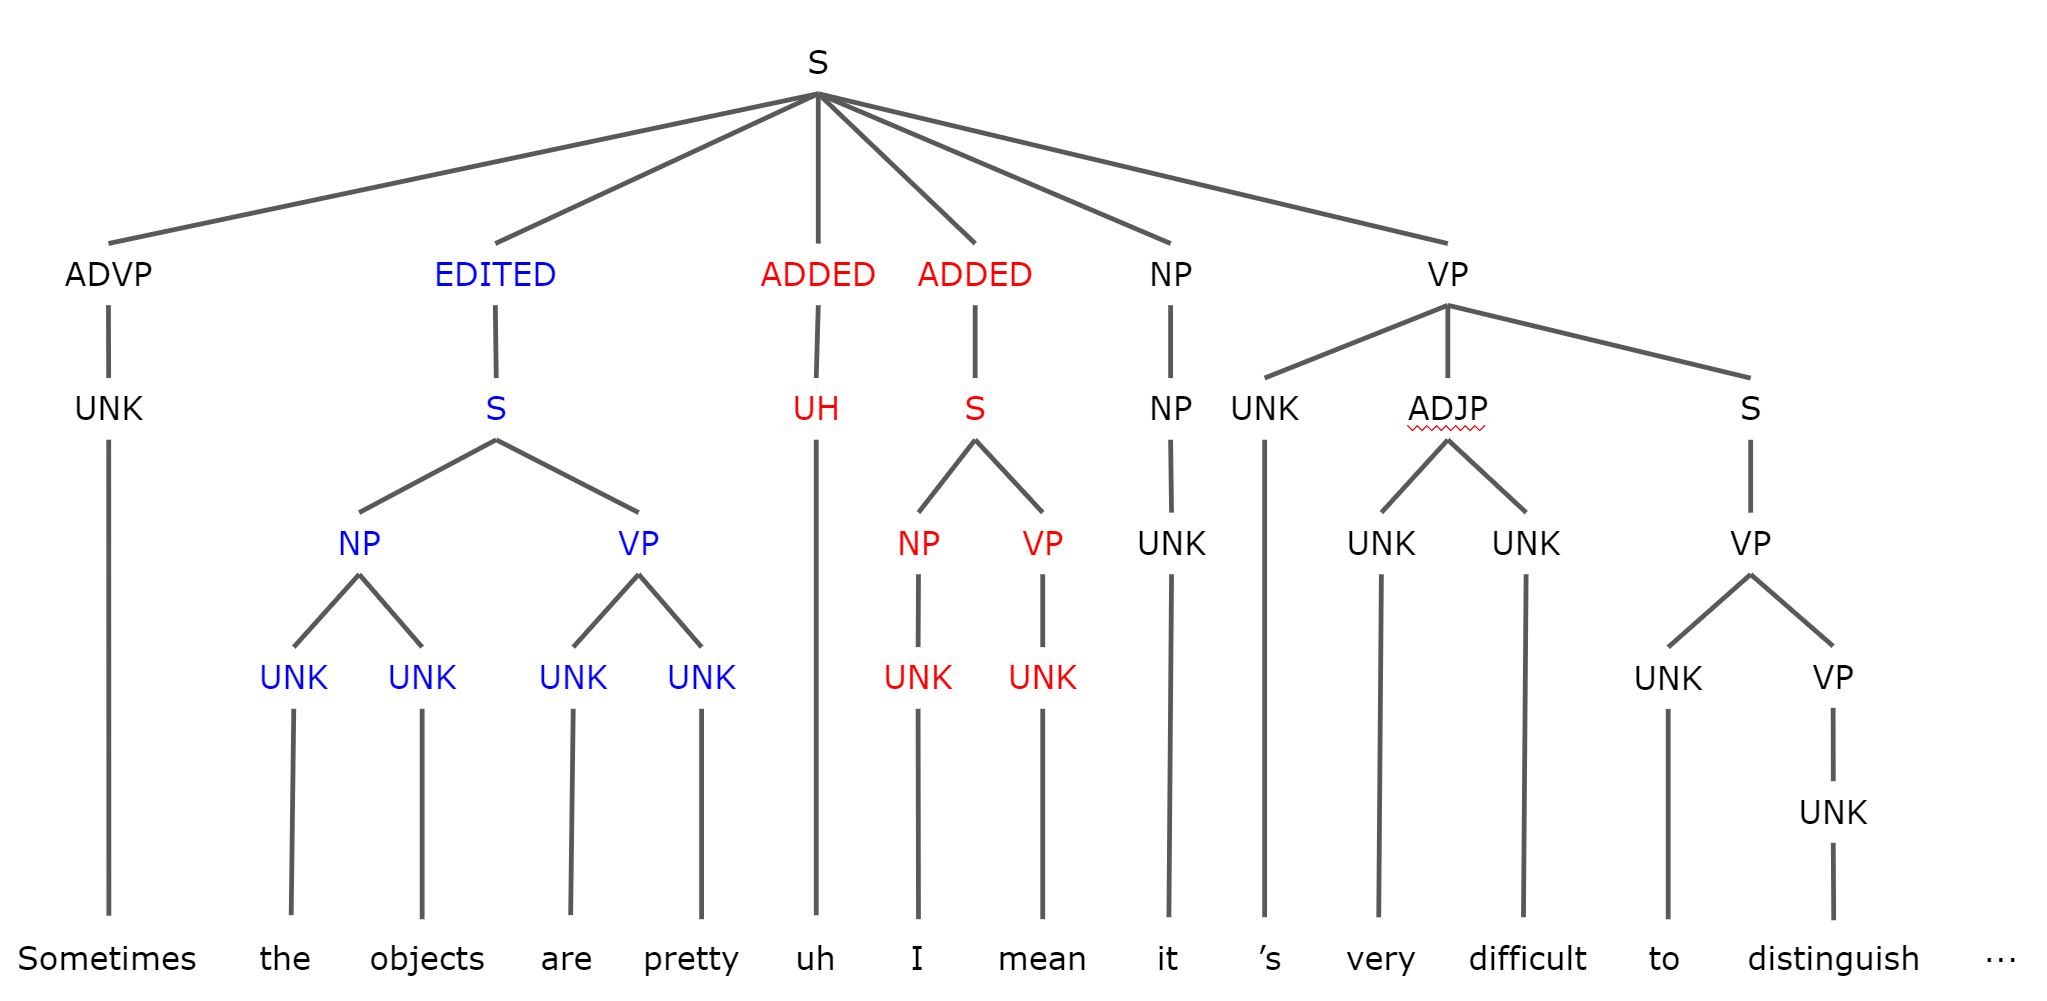 S
ADVP EDITED ADDED ADDED NP VP
UNK S UH S NP UNK ADJP S
NP VP NP VP UNK UNK UNK VP
UNK UNK UNK UNK UNK UNK UNK VP
UNK
Sometimes the objects are pretty uh I mean it ’s very difficult to distinguish ⋯